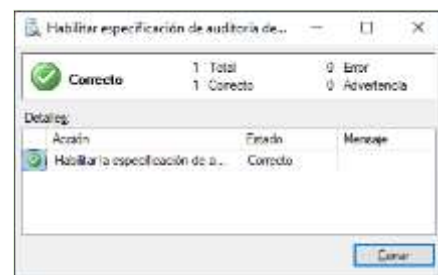 Habilitar especificación de auditoría de...
Correcto
1 Total
1 Correcto
0 Error
0 Advertencia
Detalles:
Acción Estado Mensaje
Habilitar la especificación de a... Correcto
Cerrar